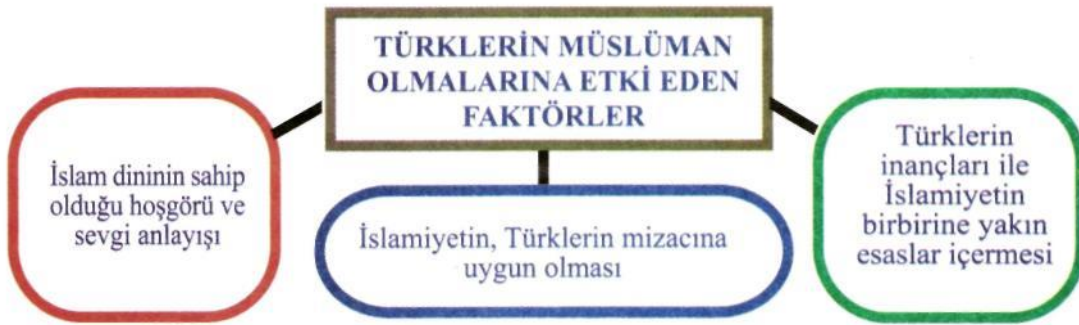 TÜRKLERİN MÜSLÜMAN
OLMALARINA ETKİ EDEN
FAKTÖRLER
İslam dininin sahip
olduğu hoşgörü ve
sevgi anlayışı
İslamiyetin, Türklerin mizacına
uygun olması
Türklerin
inançları ile
İslamiyetin
birbirine yakın
esaslar içermesi